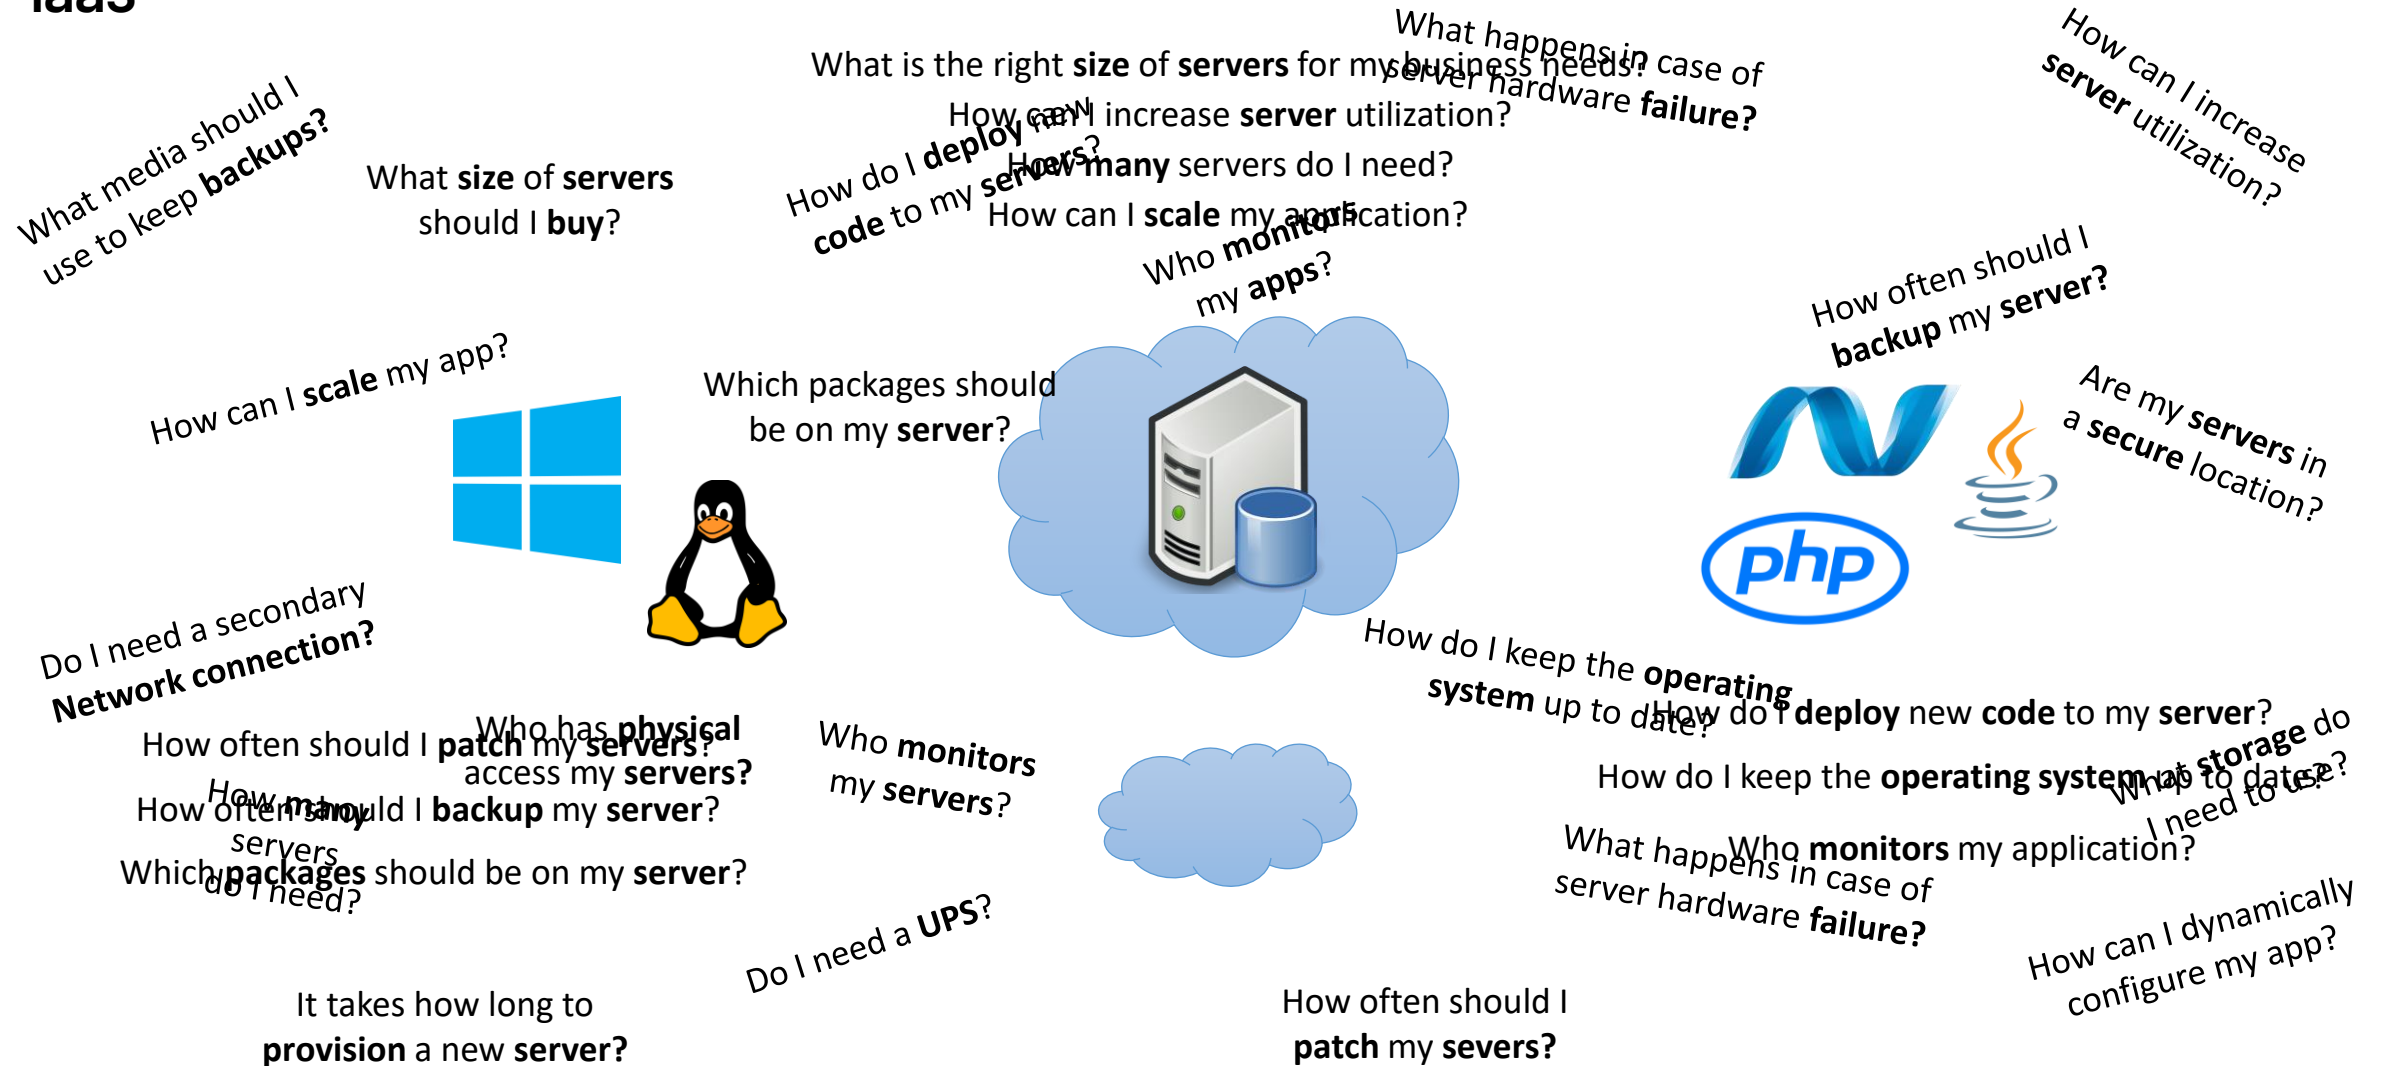 IaaS
What media should I
use to keep backups?
What size of servers
should I buy?
What is the right size of servers for my business needs?
How can I increase server utilization?
How many servers do I need?
How can I scale my application?
How do I deploy new
code to my servers?
Who monitors
my apps?
What happens in case of
server hardware failure?
How can I increase
server utilization?
How often should I
backup my server?
How can I scale my app?
Which packages should
be on my server?
Are my servers in
a secure location?
php
Do I need a secondary
Network connection?
How do I keep the operating
system up to date?
Who has physical
access my servers?
How often should I patch my servers?
How often should I backup my server?
Which packages should be on my server?
How many
servers
do I need?
Who monitors
my servers?
How do I deploy new code to my server?
How do I keep the operating system up to date?
Who monitors my application?
What storage do
I need to use?
What happens in case of
server hardware failure?
Do I need a UPS?
How can I dynamically
configure my app?
It takes how long to
provision a new server?
How often should I
patch my severs?